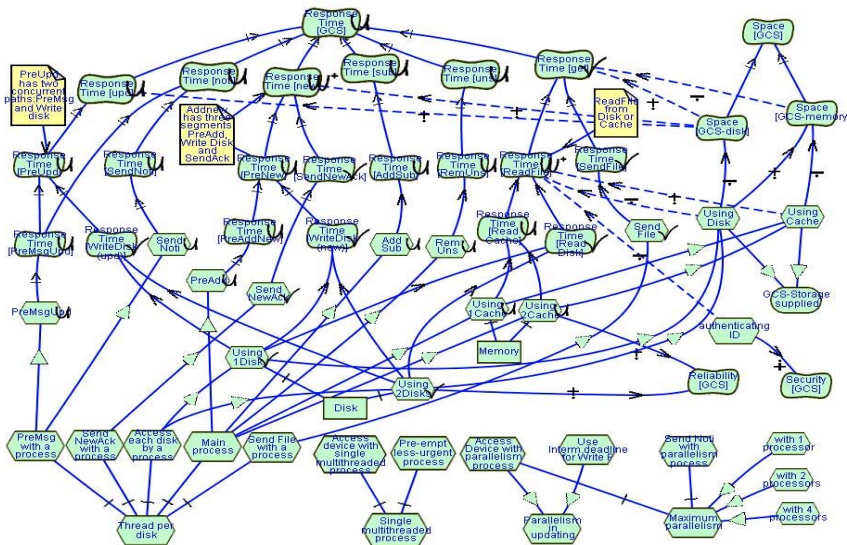 Response
Time
[GCS]
Space
[GCS]
PreUpd
has two
concurrent
paths:PreMsg
and Write
disk
Response
Time [upd]
Response
Time [not]
Response
Time [new]
Response
Time [sub]
Response
Time [uns]
Response
Time [get]
Addnew
has three
segments
PreAdd,
Write Disk
and
SendAck
ReadFile
from
Disk or
Cache
Space
[GCS-disk]
Space
[GCS-memory]
Response
Time
[PreUpd]
Response
Time
[SendNoti]
Response
Time
[PreNew]
Response
Time
[SendNewAck]
Response
Time
[AddSub]
Response
Time
[RemUns]
Response
Time
[ReadFile]
Response
Time
[SendFile]
Response
Time
[PreMsgUpd]
Response
Time
[WriteDisk
(upd)]
Send
Noti
Response
Time
[PreAddNew]
Response
Time
[WriteDisk
(new)]
Add
Sub
Rem
Uns
Response
Time
[Read
Cache]
Response
Time
[Read
Disk]
Send
File
Using
Disk
Using
Cache
PreMsgUpd
PreAdd
Send
NewAck
Using
1Cache
Using
2Cache
GCS-Storage
supplied
authenticating
ID
Memory
Using
1Disk
Using
2Disks
Disk
Reliability
[GCS]
Security
[GCS]
PreMsg
with a
process
Send
NewAck with
a process
Access
each disk
by a
process
Main
process
Send File
with a
process
Access
device with
single
multithreaded
process
Pre-empt
less-urgent
process
Access
Device with
parallelism
process
Use
Interm.deadline
for Write F
Send Noti
with
parallelism
process
with 1
processor
with 2
processors
with 4
processors
Thread per
disk
Single
multithreaded
process
Parallelism
in
updating
Maximum
parallelism